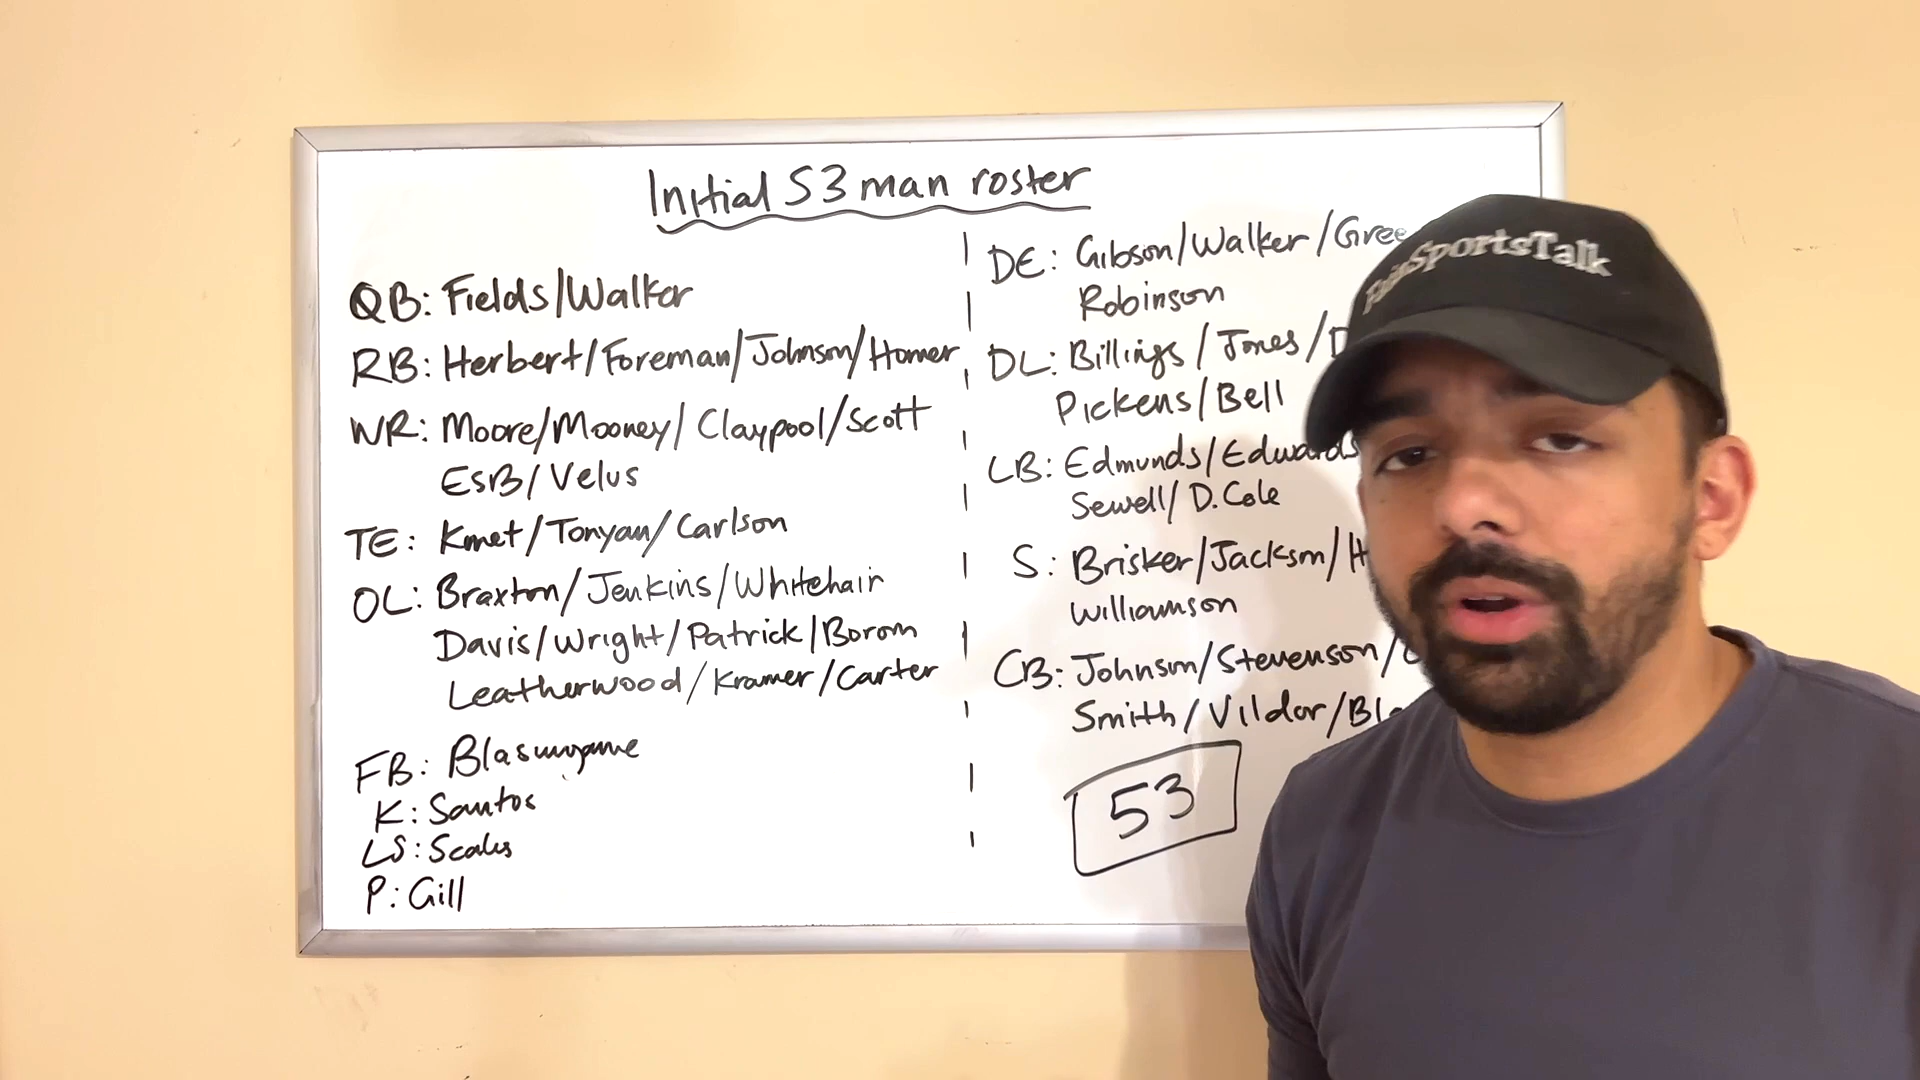 Initial 53 man roster
QB: Fields/Walker
RB: Herbert/Foreman/Johnson/Homer
WR: Moore/Mooney/Claypool/Scott
ESB/Velus
TE: Kmet/Tonyan/Carlson
OL: Braxton/Jenkins/Whitehair
Davis/Wright/Patrick/Borom
Leatherwood/Kramer/Carter
FB: Blasingame
K: Santos
LS: Scales
P: Gill
DE: Gibson/Walker/Gree
Robinson
DL: Billings/Jones/D
Pickens/Bell
LB: Edmunds/Edwards
Sewell/D.Cole
S: Brisker/Jackson/H
Williamson
CB: Johnson/Stevenson/
Smith/Vildor/Bla
53
SportsTalk